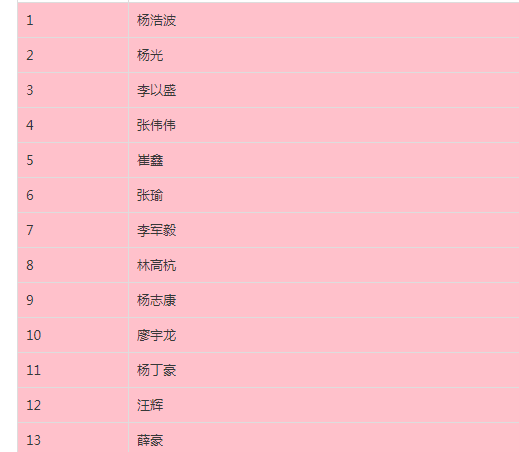 1 杨浩波
2 杨光
3 李以盛
4 张伟伟
5 崔鑫
6 张瑜
7 李军毅
8 林高杭
9 杨志康
10 廖宇龙
11 杨丁豪
12 汪辉
13 薛豪